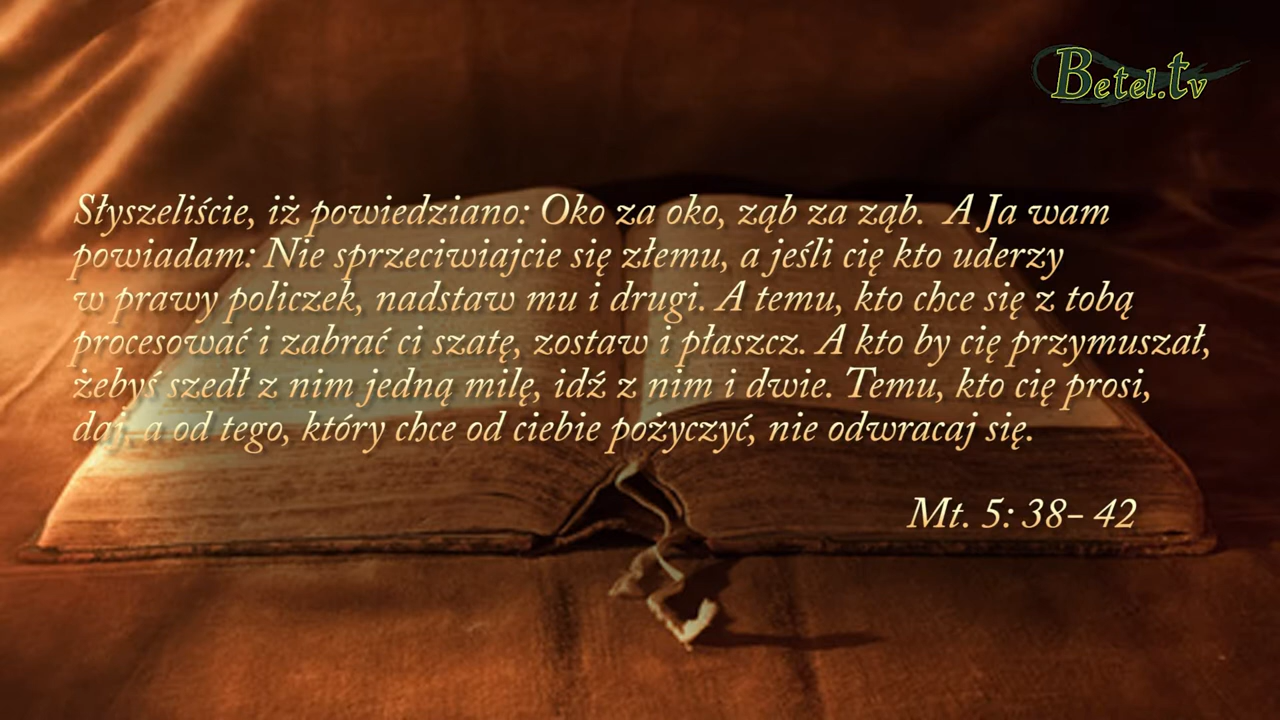 Betel.tv
Słyszeliście, iż powiedziano: Oko za oko, ząb za ząb. A Ja wam
powiadam: Nie sprzeciwiajcie się złemu, a jeśli cię kto uderzy
w prawy policzek, nadstaw mu i drugi. A temu, kto chce się z tobą
procesować i zabrać ci szatę, zostaw i płaszcz. A kto by cię przymuszał,
żebyś szedł z nim jedną milę, idź z nim i dwie. Temu, kto cię prosi,
daj, a od tego, który chce od ciebie pożyczyć, nie odwracaj się.
Mt. 5: 38- 42